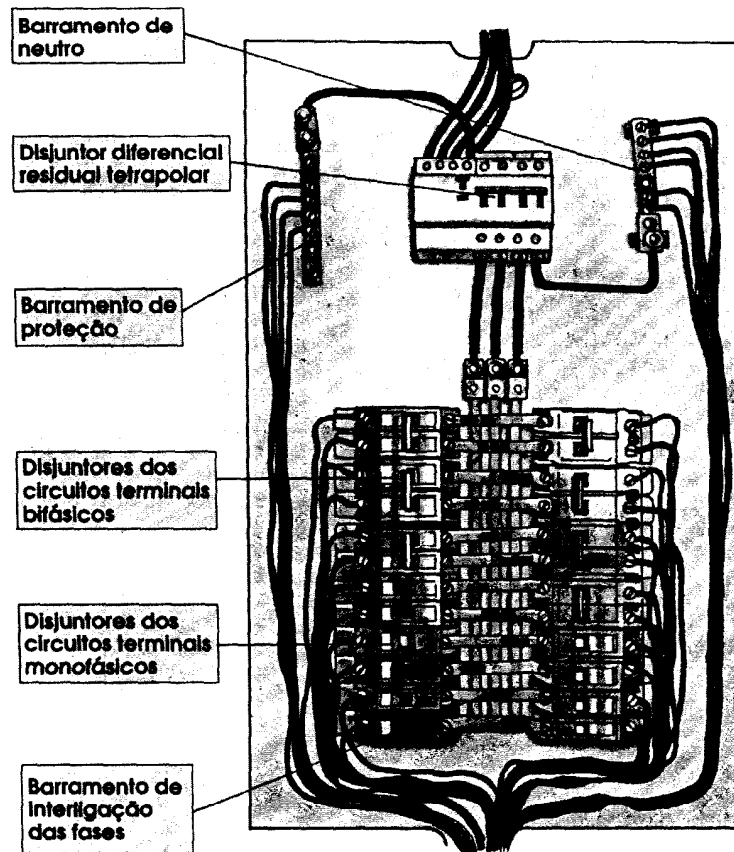 Barramento de
neutro
Disjuntor diferencial
residual tetrapolar
Barramento de
proteção
Disjuntores dos
circuitos terminais
bifásicos
Disjuntores dos
circuitos terminais
monofásicos
Barramento de
interligação
das fases